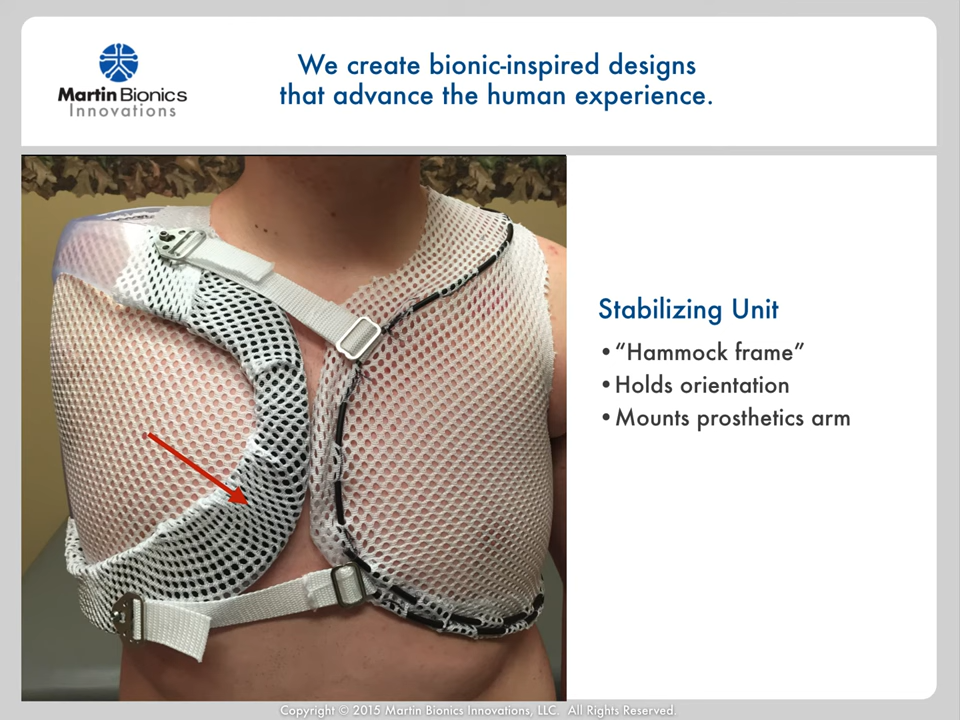 Martin Bionics
Innovations
We create bionic-inspired designs
that advance the human experience.
Stabilizing Unit
• “Hammock frame”
• Holds orientation
• Mounts prosthetics arm
Copyright © 2015 Martin Bionics Innovations, LLC. All Rights Reserved.